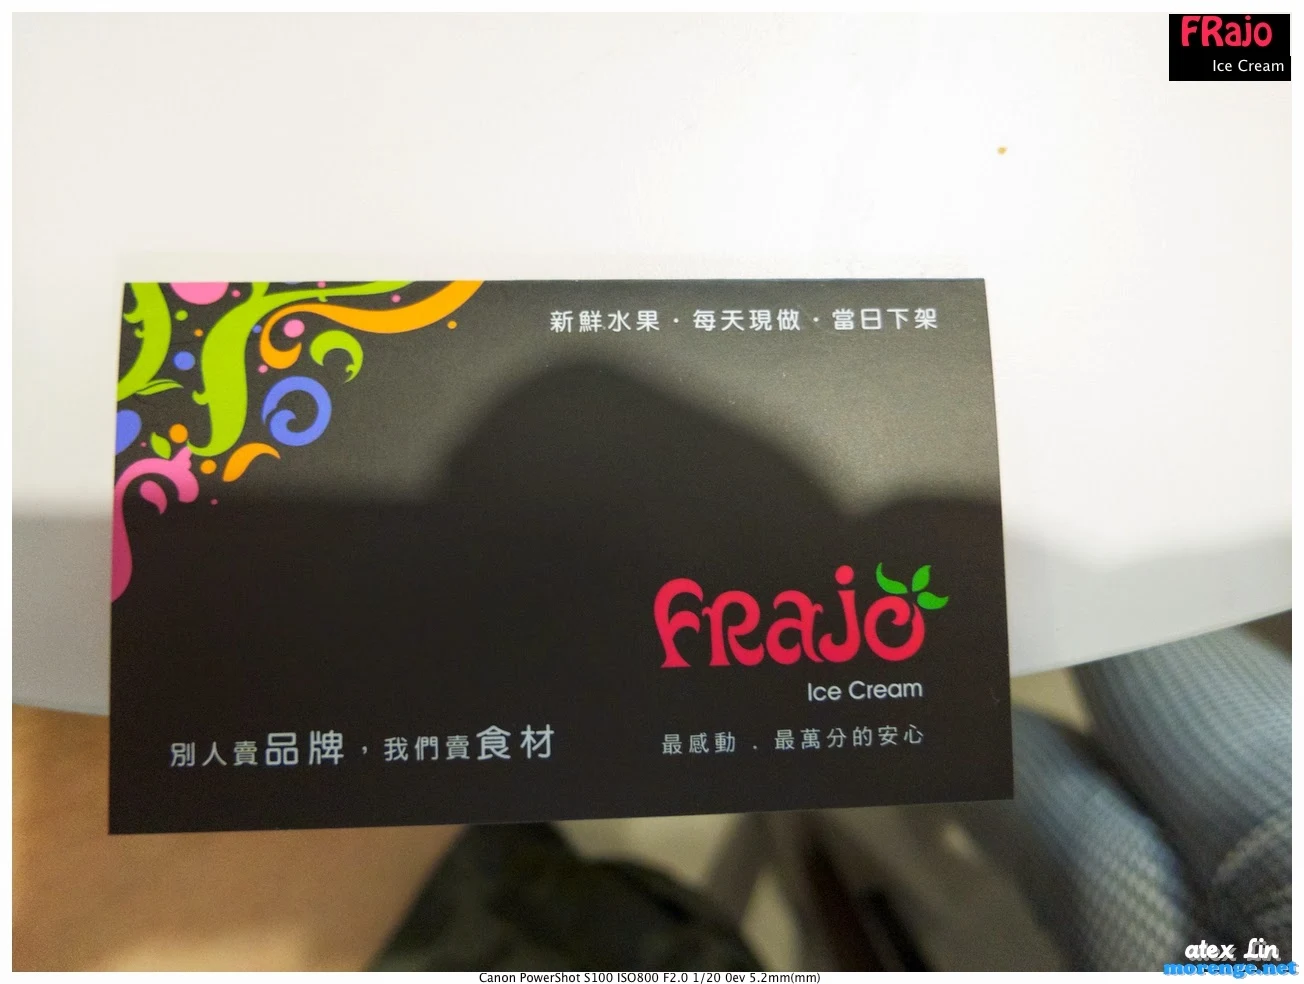 FRajo
Ice Cream
新鮮水果·每天現做·當日下架
FRajo
Ice Cream
別人賣品牌，我們賣食材
最感動．最萬分的安心
atex Lin
morenge.net
Canon PowerShot S100 ISO800 F2.0 1/20 0ev 5.2mm(mm)